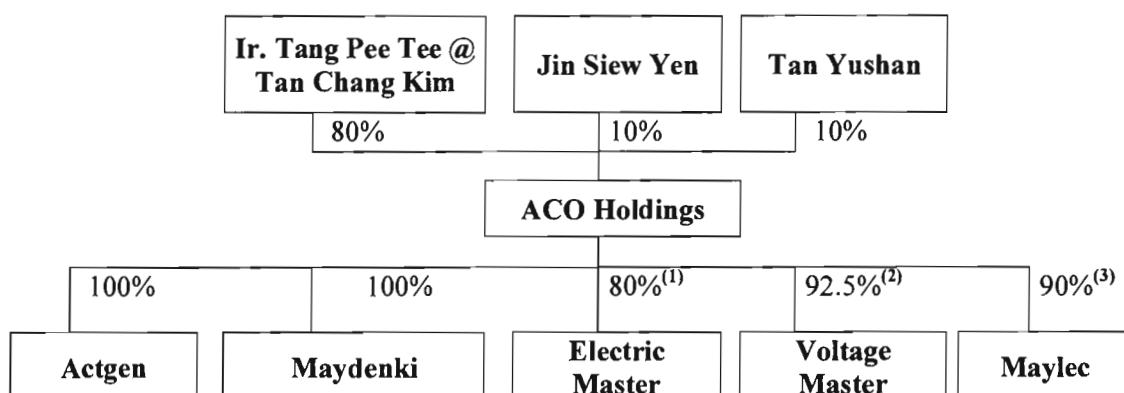 Ir. Tang Pee Tee @
Tan Chang Kim
Jin Siew Yen
Tan Yushan
80%
10%
10%
ACO Holdings
100%
100%
80%(1)
92.5%(2)
90%(3)
Actgen
Maydenki
Electric
Master
Voltage
Master
Maylec